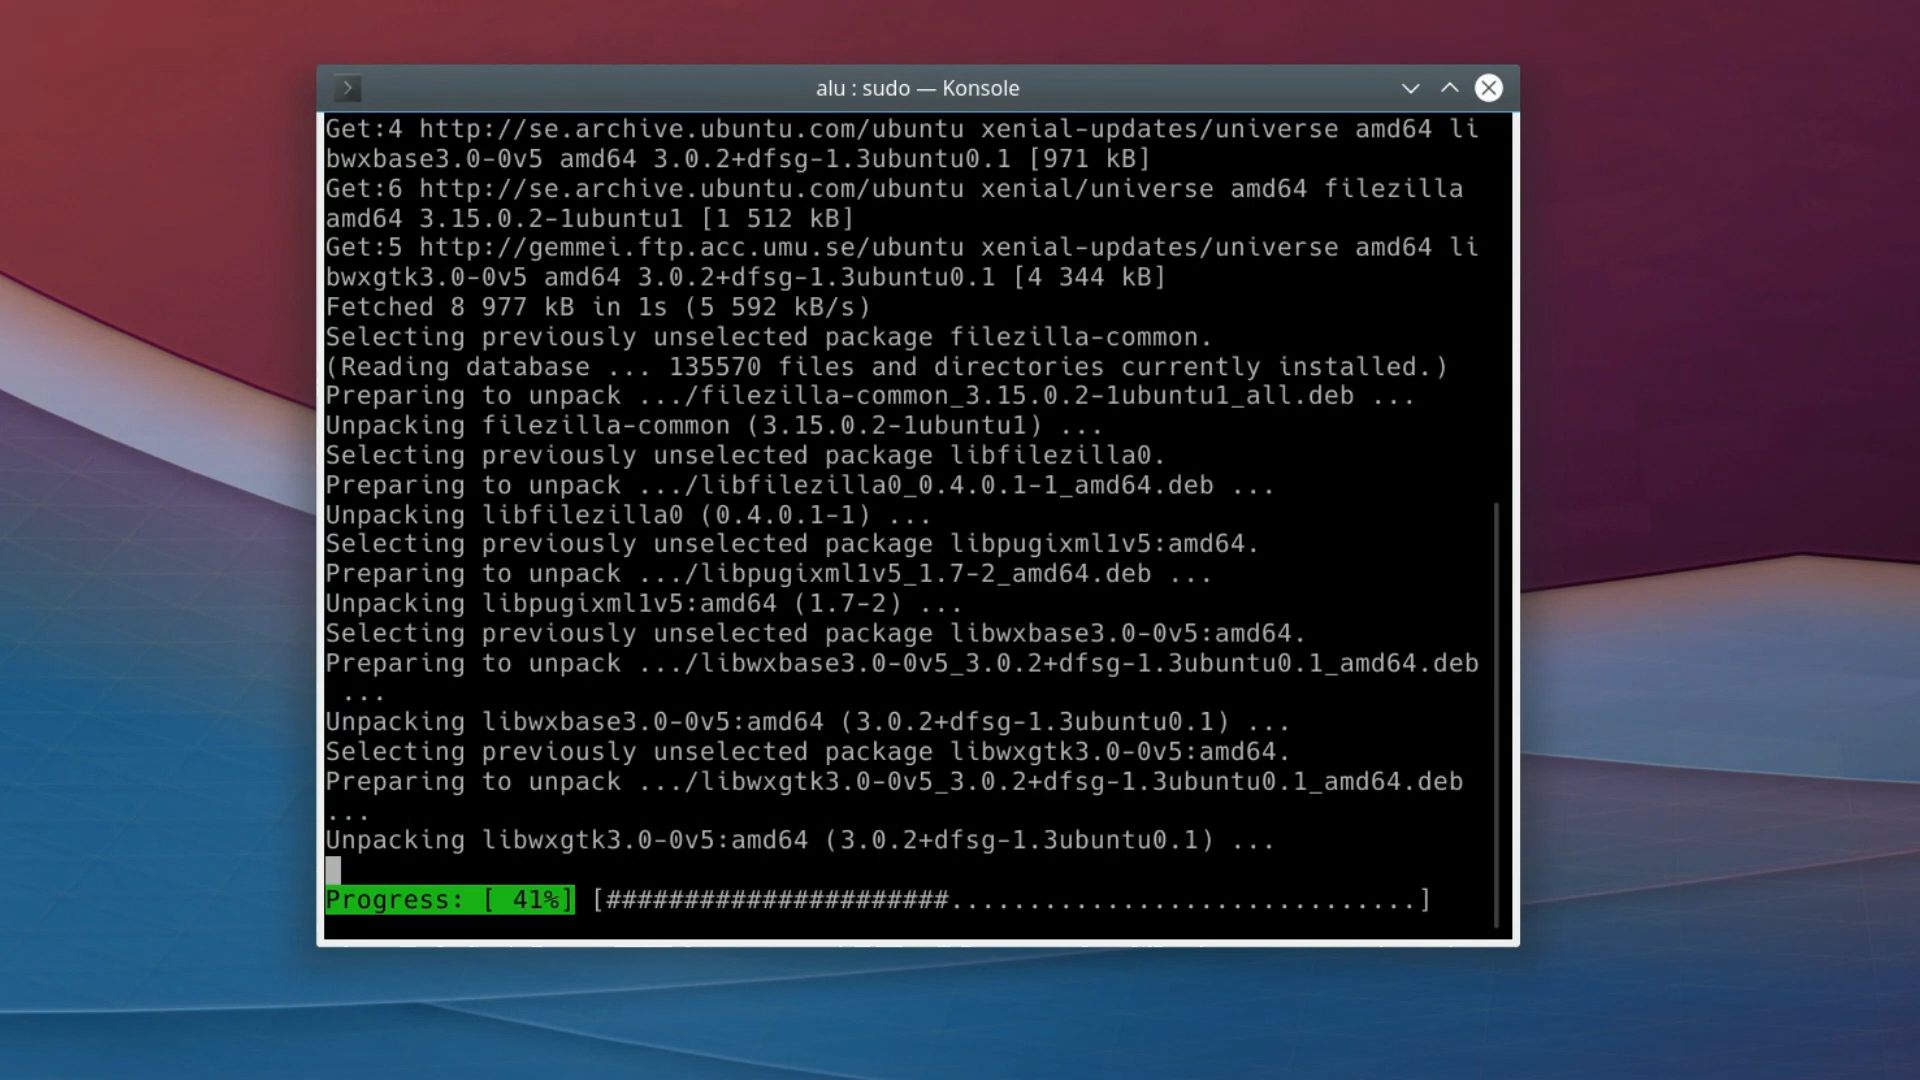 alu : sudo — Konsole
Get:4 http://se.archive.ubuntu.com/ubuntu xenial-updates/universe amd64 li
bwxbase3.0-0v5 amd64 3.0.2+dfsg-1.3ubuntu0.1 [971 kB]
Get:6 http://se.archive.ubuntu.com/ubuntu xenial/universe amd64 filezilla
amd64 3.15.0.2-1ubuntu1 [1 512 kB]
Get:5 http://gemmei.ftp.acc.umu.se/ubuntu xenial-updates/universe amd64 li
bwxgtk3.0-0v5 amd64 3.0.2+dfsg-1.3ubuntu0.1 [4 344 kB]
Fetched 8 977 kB in 1s (5 592 kB/s)
Selecting previously unselected package filezilla-common.
(Reading database ... 135570 files and directories currently installed.)
Preparing to unpack .../filezilla-common_3.15.0.2-1ubuntu1_all.deb ...
Unpacking filezilla-common (3.15.0.2-1ubuntu1) ...
Selecting previously unselected package libfilezilla0.
Preparing to unpack .../libfilezilla0_0.4.0.1-1_amd64.deb ...
Unpacking libfilezilla0 (0.4.0.1-1) ...
Selecting previously unselected package libpugixml1v5:amd64.
Preparing to unpack .../libpugixml1v5_1.7-2_amd64.deb ...
Unpacking libpugixml1v5:amd64 (1.7-2) ...
Selecting previously unselected package libwxbase3.0-0v5:amd64.
Preparing to unpack .../libwxbase3.0-0v5_3.0.2+dfsg-1.3ubuntu0.1_amd64.deb
 ...
Unpacking libwxbase3.0-0v5:amd64 (3.0.2+dfsg-1.3ubuntu0.1) ...
Selecting previously unselected package libwxgtk3.0-0v5:amd64.
Preparing to unpack .../libwxgtk3.0-0v5_3.0.2+dfsg-1.3ubuntu0.1_amd64.deb
...
Unpacking libwxgtk3.0-0v5:amd64 (3.0.2+dfsg-1.3ubuntu0.1) ...
Progress: [ 41%] [######################..............................]